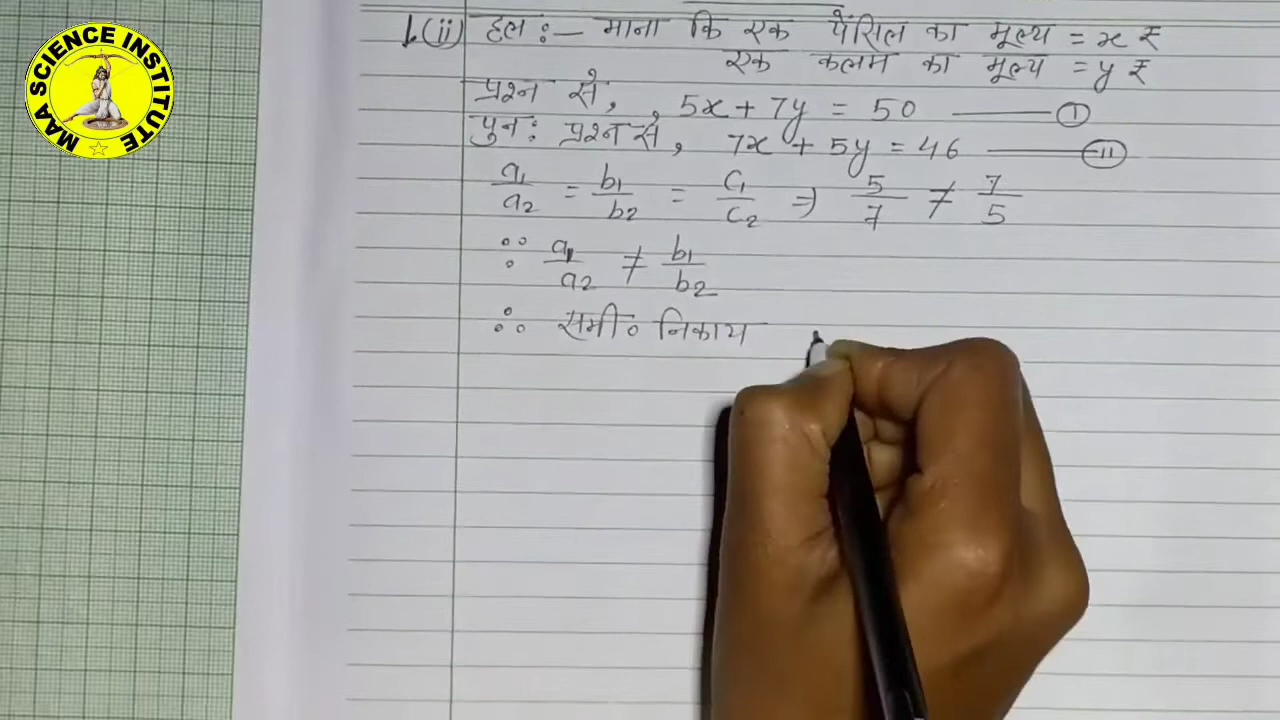 MAA SCIENCE INSTITUTE
1.(ii) हल :— माना कि एक पेंसिल का मूल्य = x ₹
एक कलम का मूल्य = y ₹
प्रश्न से, 5x + 7y = 50 —— (I)
पुनः प्रश्न से, 7x + 5y = 46 —— (II)
a₁/a₂ = b₁/b₂ = c₁/c₂ ⇒ 5/7 ≠ 7/5
∵ a₁/a₂ ≠ b₁/b₂
∴ समी० निकाय